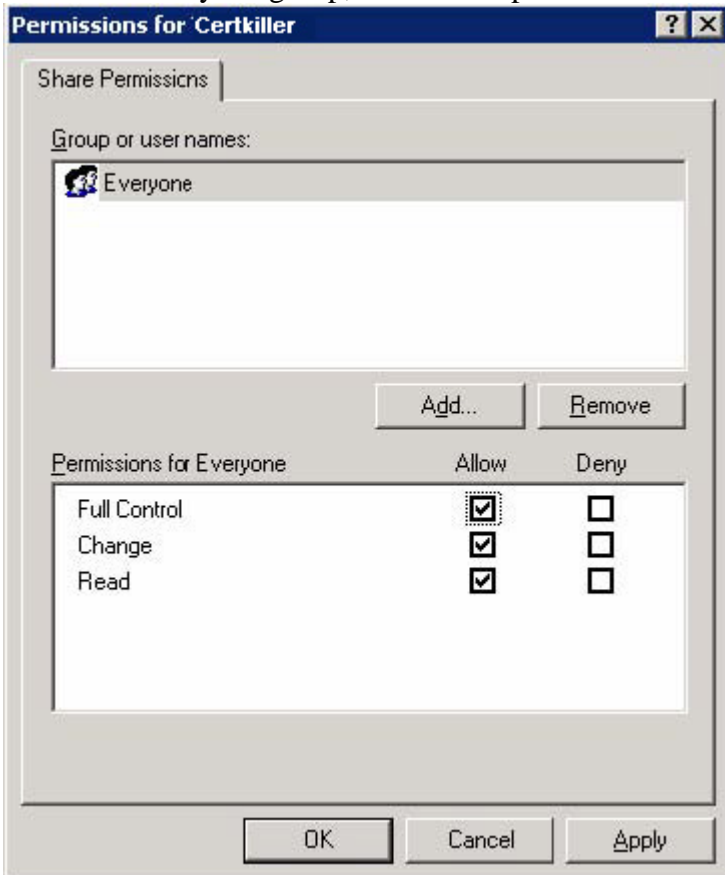 Permissions for Certkiller
Share Permissions
Group or user names:
Everyone
Add... Remove
Permissions for Everyone Allow Deny
Full Control
Change
Read
OK Cancel Apply